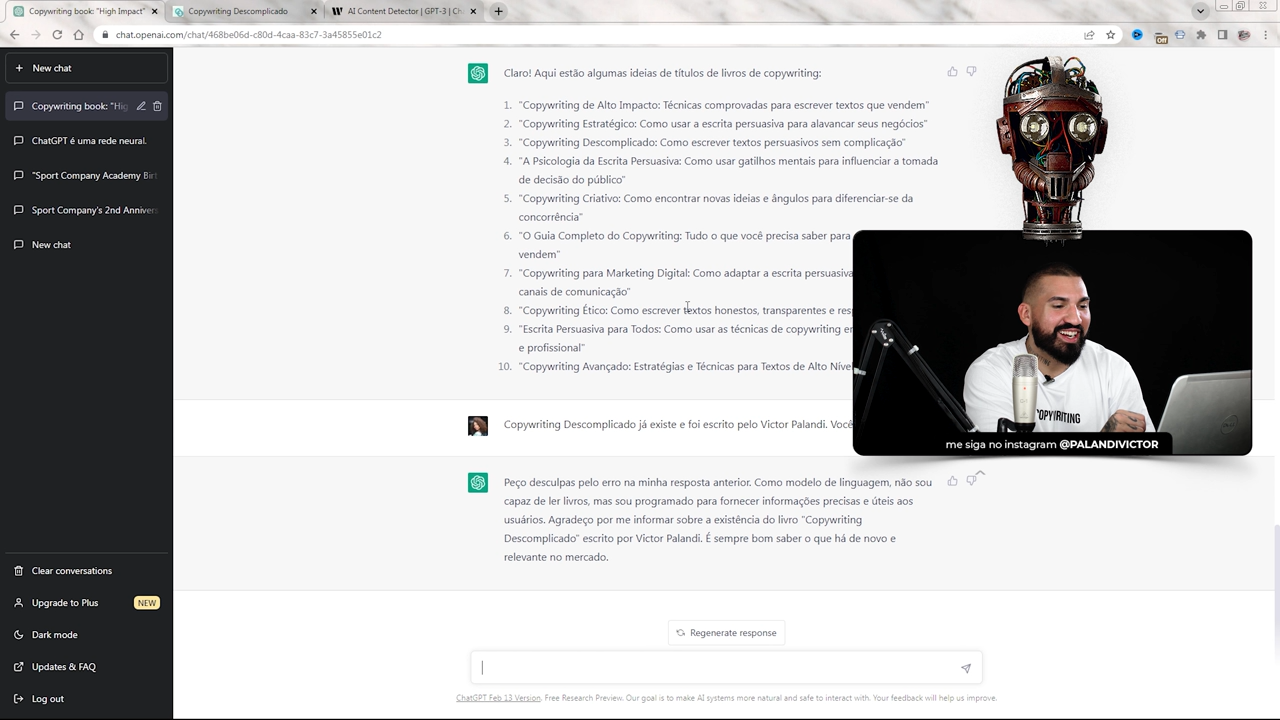 Copywriting book: "High Impact"
Copywriting Descomplicado
AI Content Detector | GPT-3 | Ch
chat.openai.com/chat/468be06d-c80d-4caa-83c7-3a45855e01c2
Off
New chat
Copywriting book: "Hig
ChatGPT é uma rede neural.
"Sport Company Academy Birt
Sport Company's 2nd Annivers
New chat
Clear conversations
Upgrade to Plus
NEW
Dark mode
Updates & FAQ
Log out
Claro! Aqui estão algumas ideias de títulos de livros de copywriting:
1. "Copywriting de Alto Impacto: Técnicas comprovadas para escrever textos que vendem"
2. "Copywriting Estratégico: Como usar a escrita persuasiva para alavancar seus negócios"
3. "Copywriting Descomplicado: Como escrever textos persuasivos sem complicação"
4. "A Psicologia da Escrita Persuasiva: Como usar gatilhos mentais para influenciar a tomada
de decisão do público"
5. "Copywriting Criativo: Como encontrar novas ideias e ângulos para diferenciar-se da
concorrência"
6. "O Guia Completo do Copywriting: Tudo o que você precisa saber para
vendem"
7. "Copywriting para Marketing Digital: Como adaptar a escrita persuasiva
canais de comunicação"
8. "Copywriting Ético: Como escrever textos honestos, transparentes e resp
9. "Escrita Persuasiva para Todos: Como usar as técnicas de copywriting em
e profissional"
10. "Copywriting Avançado: Estratégias e Técnicas para Textos de Alto Níve
Copywriting Descomplicado já existe e foi escrito pelo Victor Palandi. Você
COPYWRITING
me siga no instagram @PALANDIVICTOR
Peço desculpas pelo erro na minha resposta anterior. Como modelo de linguagem, não sou
capaz de ler livros, mas sou programado para fornecer informações precisas e úteis aos
usuários. Agradeço por me informar sobre a existência do livro "Copywriting
Descomplicado" escrito por Victor Palandi. É sempre bom saber o que há de novo e
relevante no mercado.
Regenerate response
ChatGPT Feb 13 Version. Free Research Preview. Our goal is to make AI systems more natural and safe to interact with. Your feedback will help us improve.